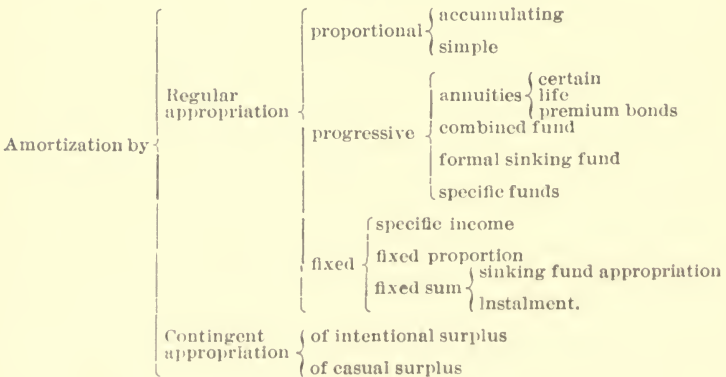 accumulating
proportional
simple
certain
Regular
appropriation
annuities
life
premium bonds
progressive
combined fund
Amortization by
formal sinking fund
specific funds
specific income
fixed
fixed proportion
sinking fund appropriation
fixed sum
Instalment.
Contingent
appropriation
of intentional surplus
of casual surplus